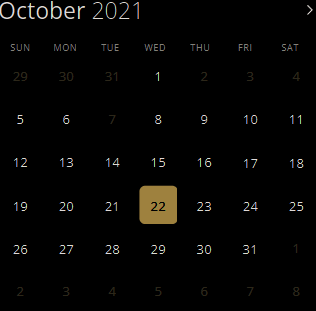 October 2021
SUN MON TUE WED THU FRI SAT
29 30 31 1 2 3 4
5 6 7 8 9 10 11
12 13 14 15 16 17 18
19 20 21 22 23 24 25
26 27 28 29 30 31 1
2 3 4 5 6 7 8